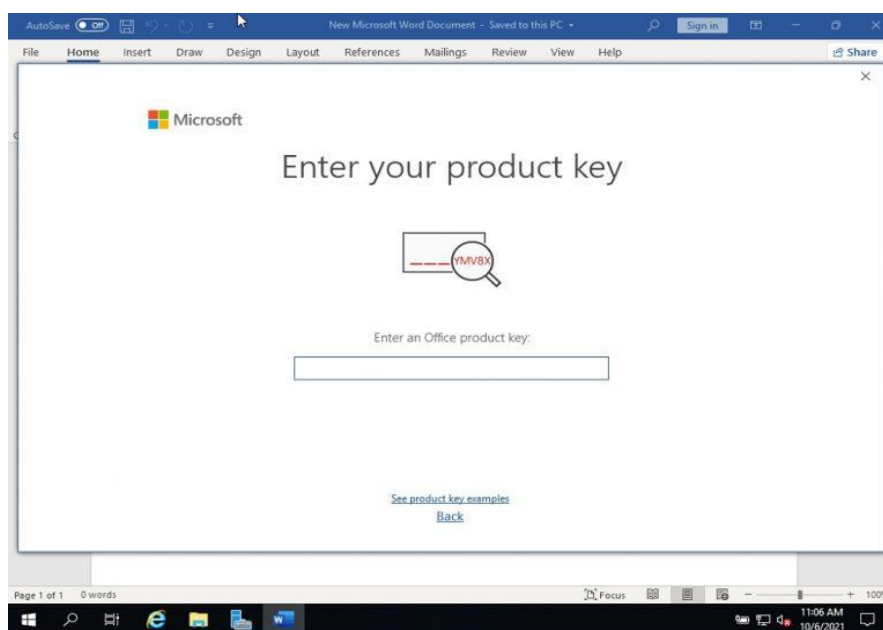 AutoSave Off New Microsoft Word Document - Saved to this PC Sign in
File Home Insert Draw Design Layout References Mailings Review View Help Share
Microsoft
Enter your product key
YMVBX
Enter an Office product key:
See product key examples
Back
Page 1 of 1 0 words Focus 100%
11:06 AM
10/6/2021